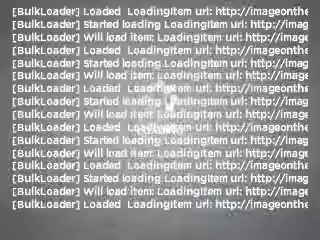 [BulkLoader] Loaded LoadingItem url: http://imageonthe
[BulkLoader] Started loading LoadingItem url: http://imag
[BulkLoader] Will load item: LoadingItem url: http://image
[BulkLoader] Loaded LoadingItem url: http://imageonthe
[BulkLoader] Started loading LoadingItem url: http://imag
[BulkLoader] Will load item: LoadingItem url: http://image
[BulkLoader] Loaded LoadingItem url: http://imageonthe
[BulkLoader] Started loading LoadingItem url: http://imag
[BulkLoader] Will load item: LoadingItem url: http://image
[BulkLoader] Loaded LoadingItem url: http://imageonthe
[BulkLoader] Started loading LoadingItem url: http://imag
[BulkLoader] Will load item: LoadingItem url: http://image
[BulkLoader] Loaded LoadingItem url: http://imageonthe
[BulkLoader] Started loading LoadingItem url: http://imag
[BulkLoader] Will load item: LoadingItem url: http://image
[BulkLoader] Loaded LoadingItem url: http://imageonthe